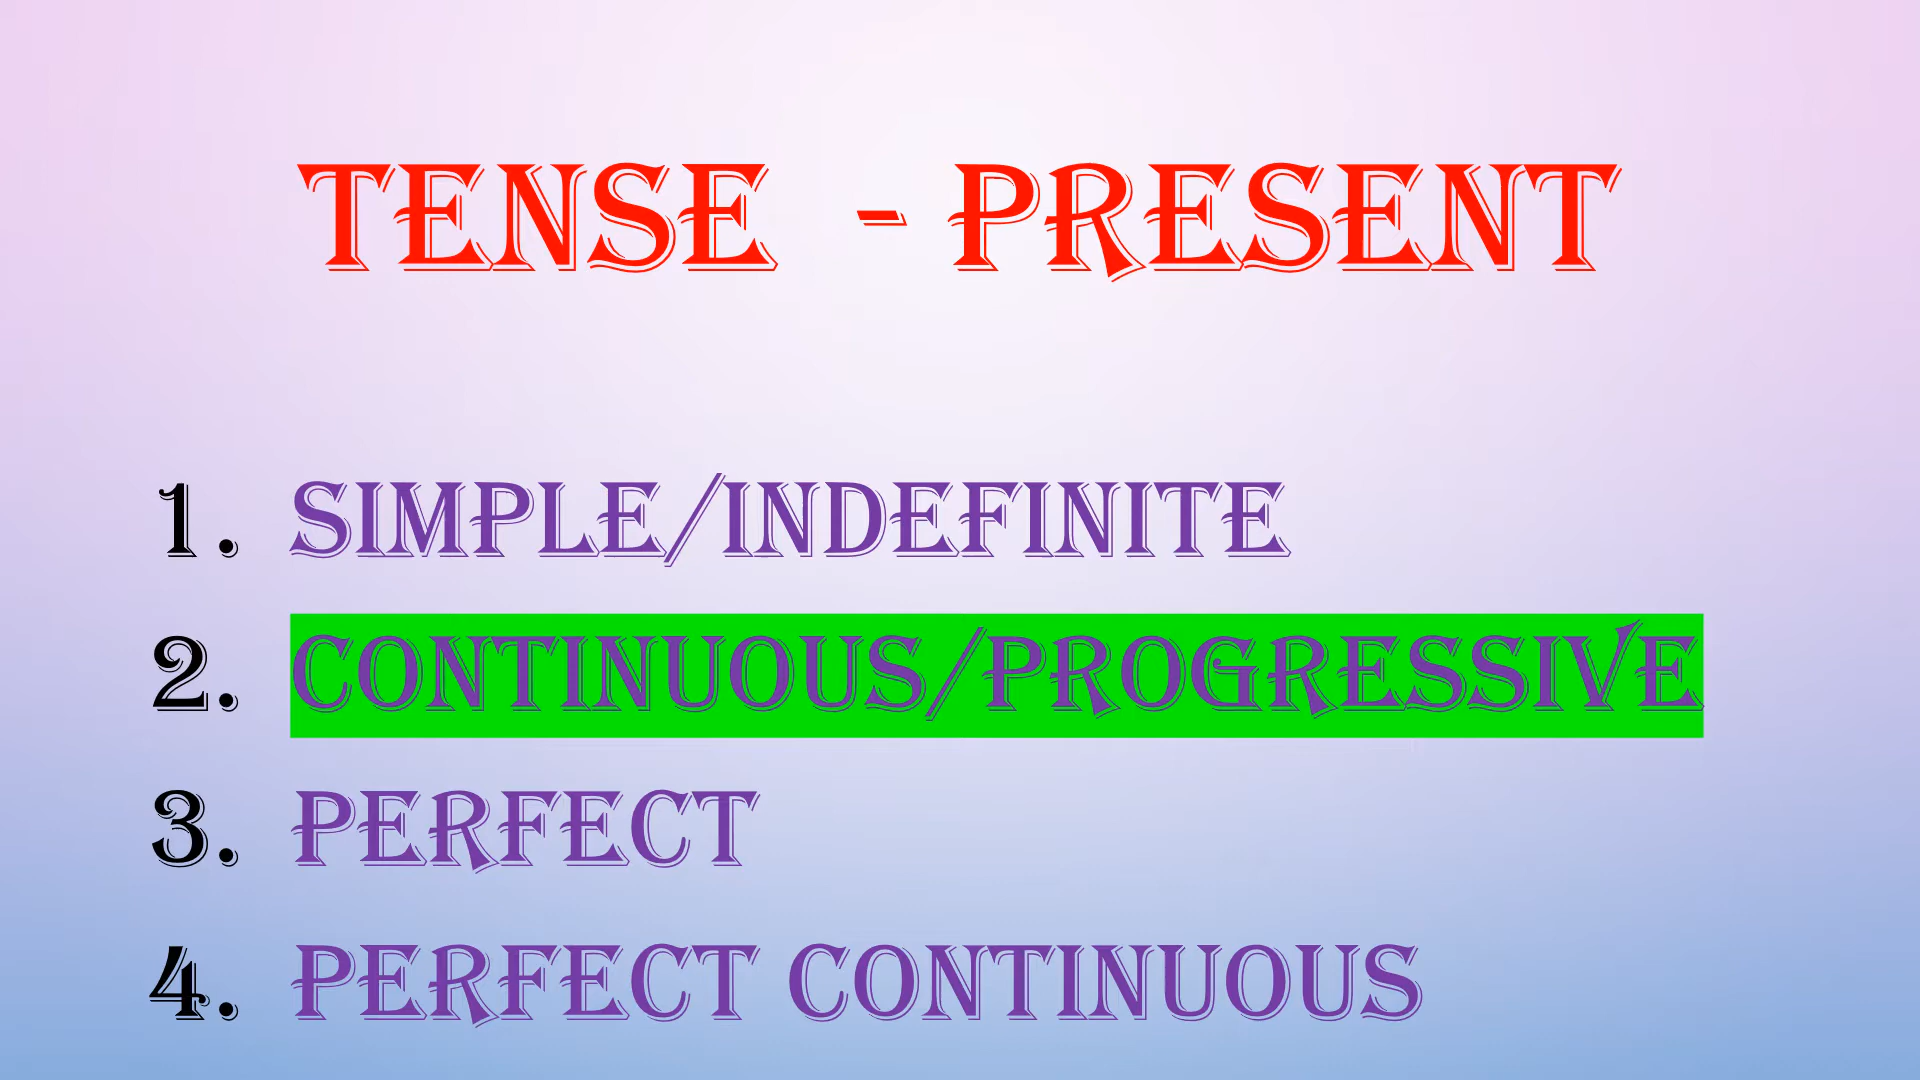 TENSE - PRESENT
1. SIMPLE/INDEFINITE
2. CONTINUOUS/PROGRESSIVE
3. PERFECT
4. PERFECT CONTINUOUS